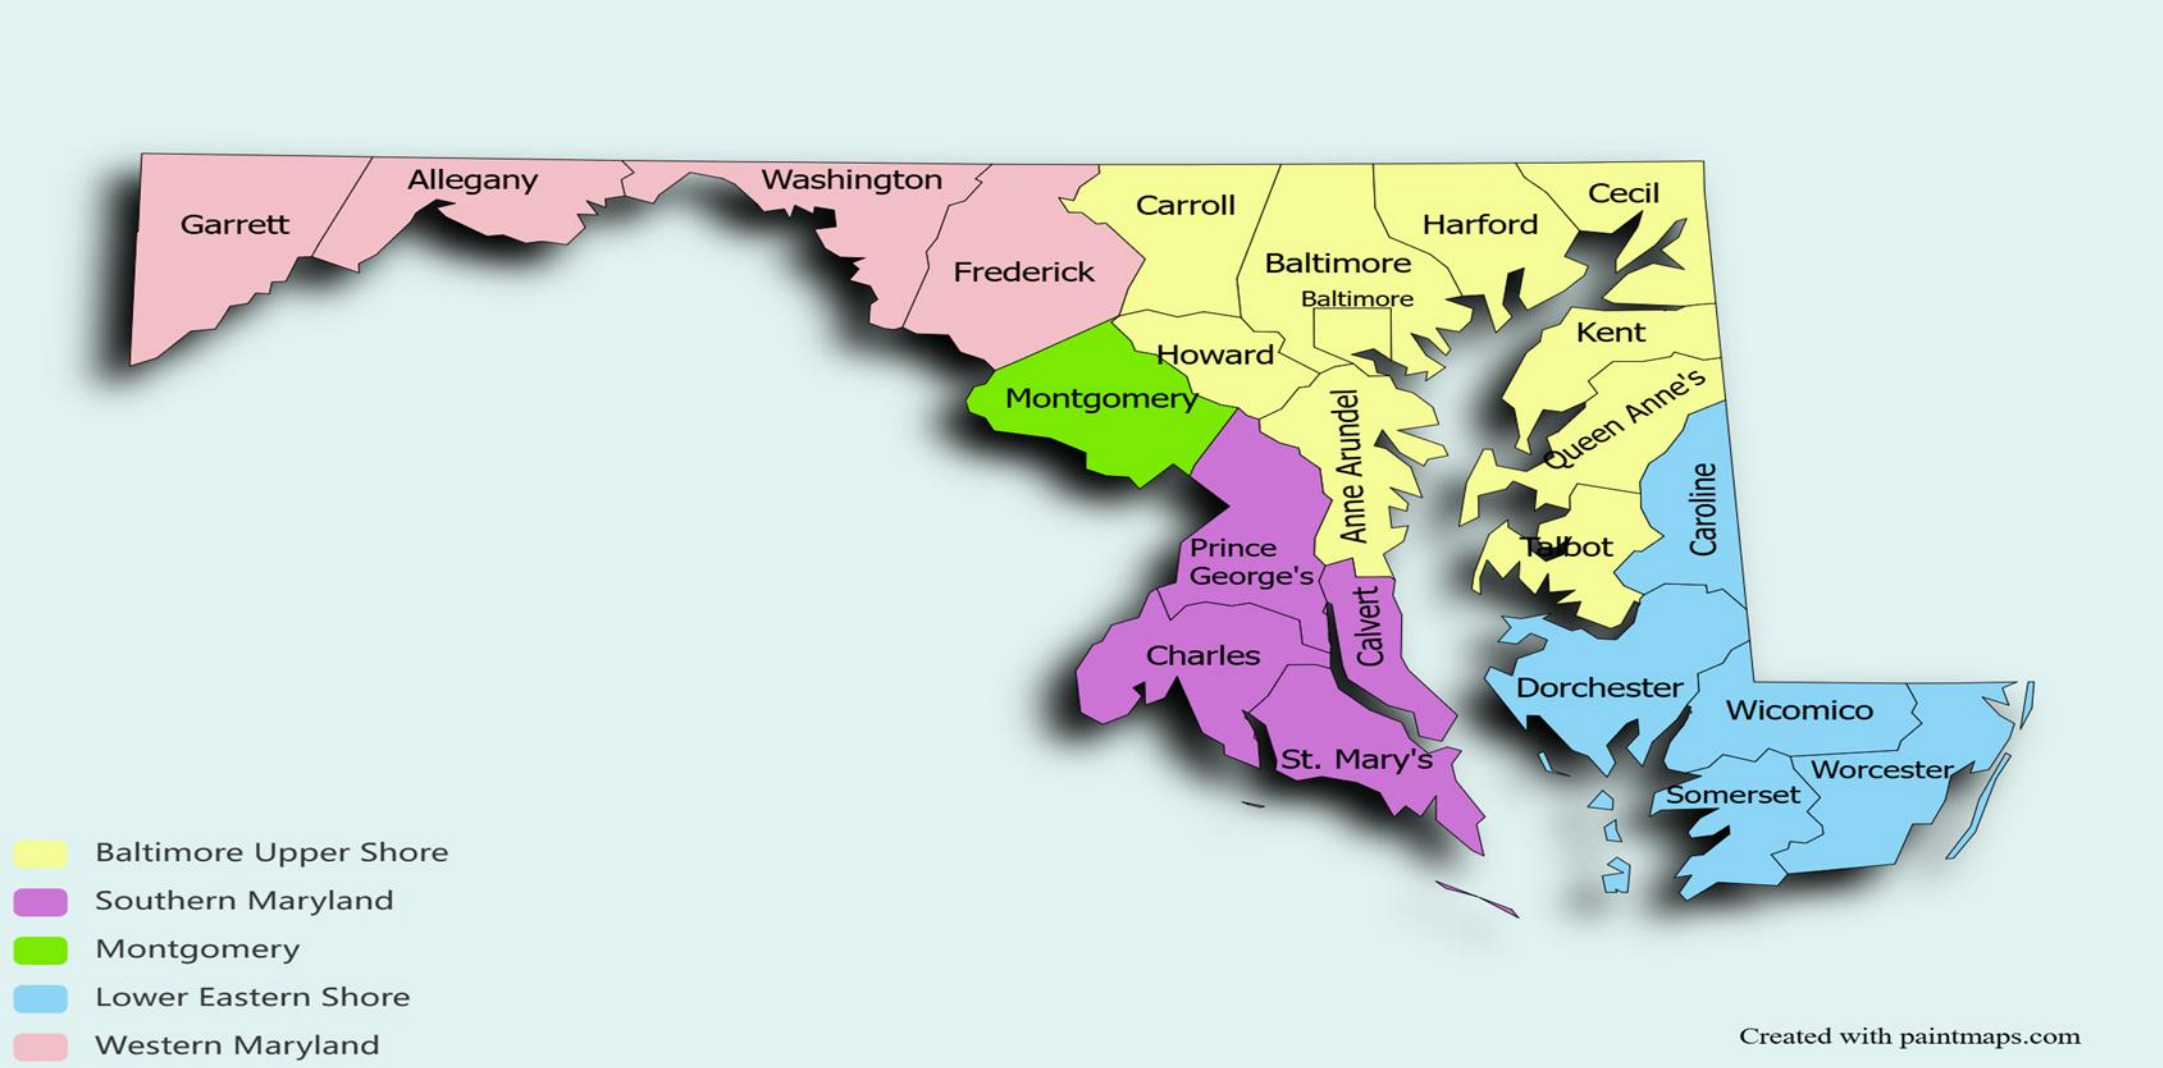 Garrett
Allegany
Washington
Frederick
Carroll
Baltimore
Baltimore
Harford
Cecil
Kent
Howard
Montgomery
Anne Arundel
Queen Anne's
Talbot
Caroline
Prince
George's
Calvert
Charles
St. Mary's
Dorchester
Wicomico
Worcester
Somerset
Baltimore Upper Shore
Southern Maryland
Montgomery
Lower Eastern Shore
Western Maryland
Created with paintmaps.com